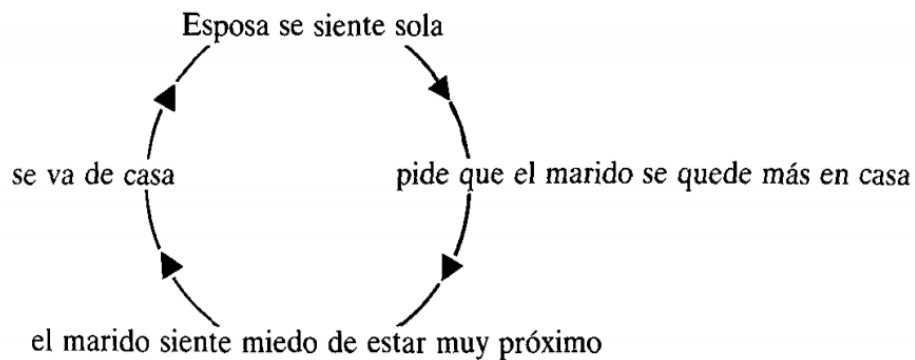 Esposa se siente sola
se va de casa
pide que el marido se quede más en casa
el marido siente miedo de estar muy próximo